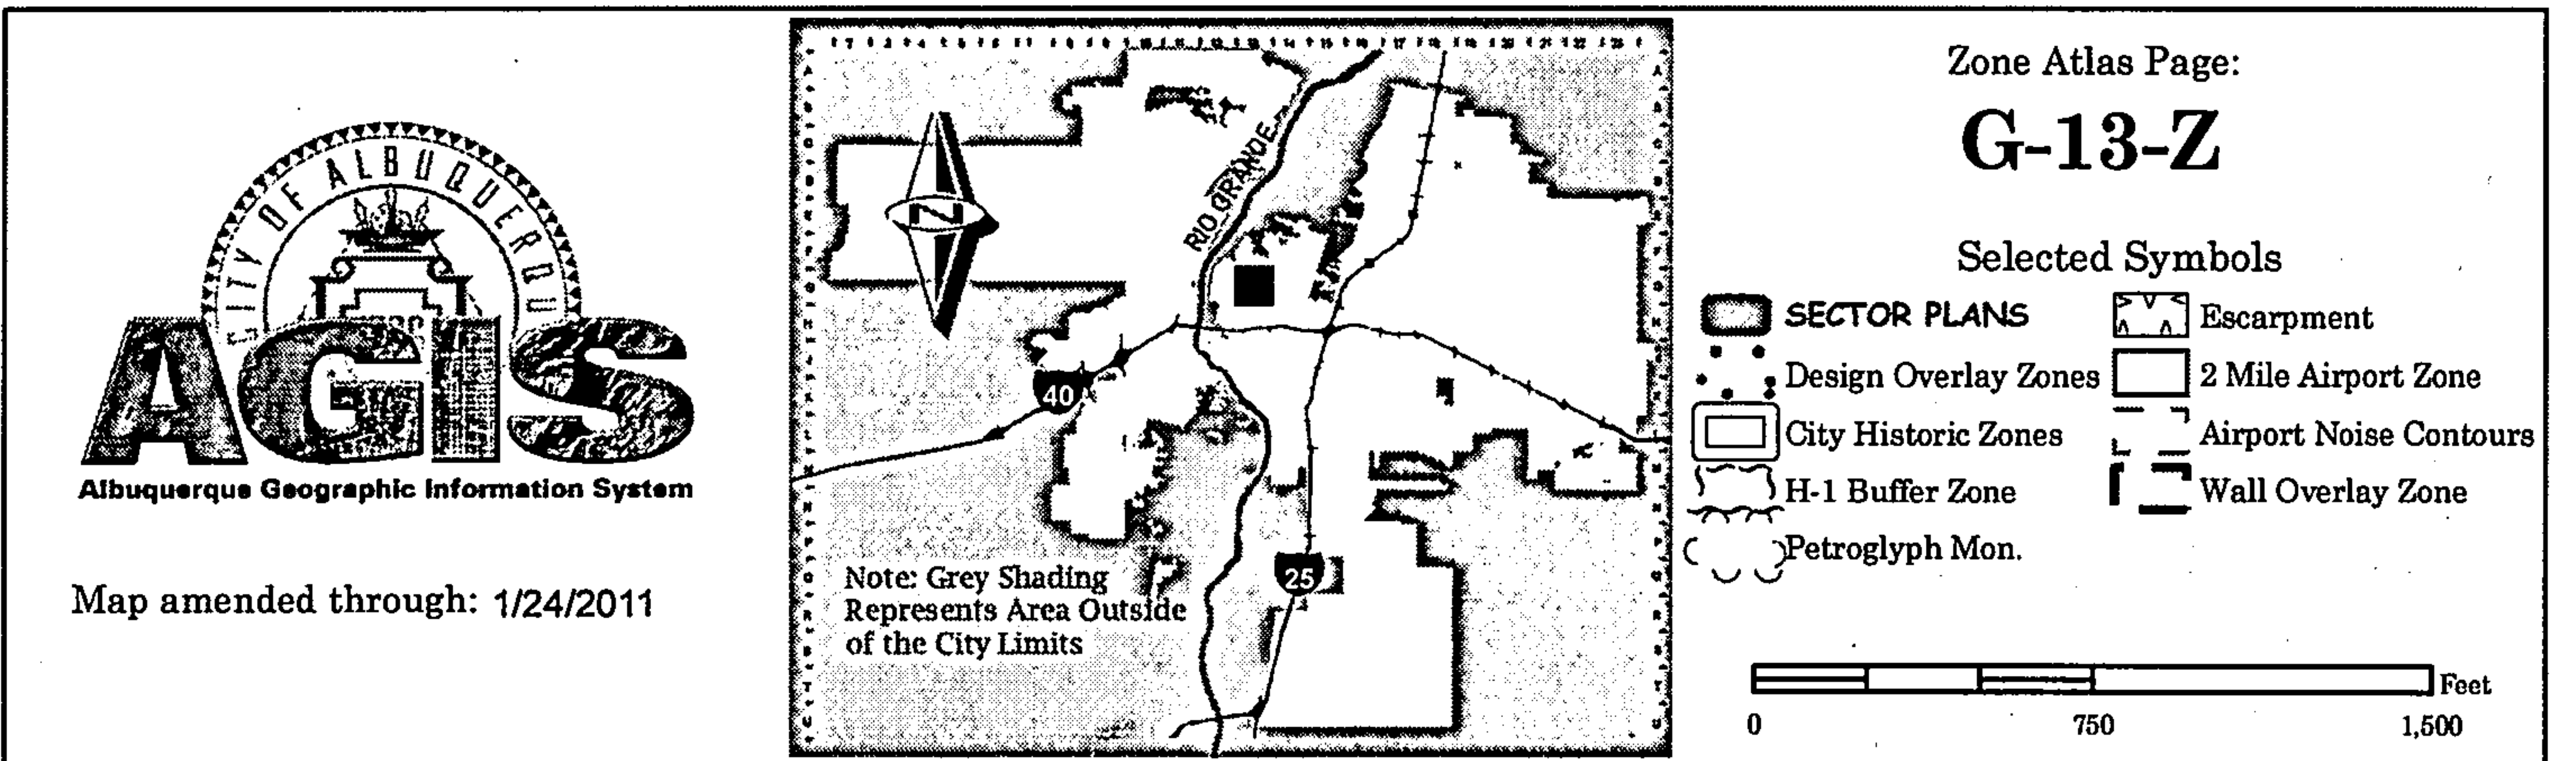 CITY OF ALBUQUERQU
AGIS
Albuquerque Geographic Information System
Map amended through: 1/24/2011
RIO GRANDE
N
40
25
Note: Grey Shading
Represents Area Outside
of the City Limits
Zone Atlas Page:
G-13-Z
Selected Symbols
SECTOR PLANS
Escarpment
Design Overlay Zones
2 Mile Airport Zone
City Historic Zones
Airport Noise Contours
H-1 Buffer Zone
Wall Overlay Zone
Petroglyph Mon.
Feet
0 750 1,500